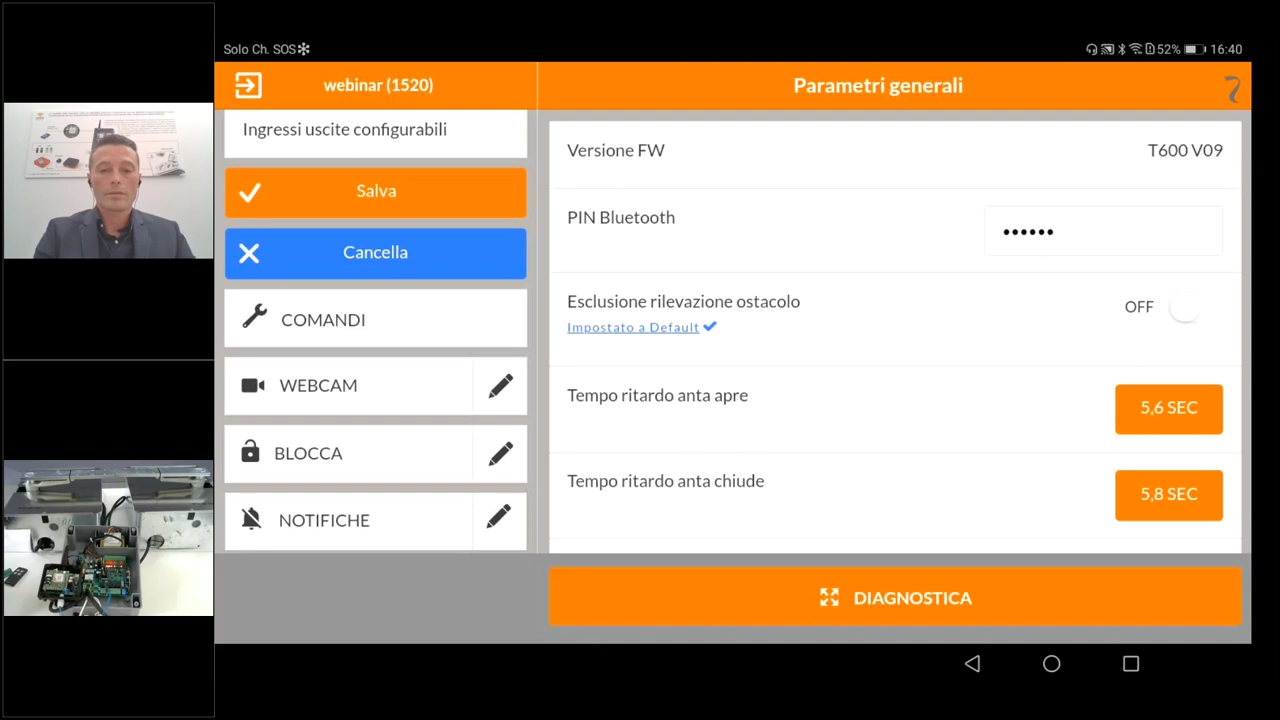 Solo Ch. SOS✻
52% 16:40
webinar (1520)
Parametri generali
Ingressi uscite configurabili
Salva
Cancella
COMANDI
WEBCAM
BLOCCA
NOTIFICHE
Versione FW
T600 V09
PIN Bluetooth
••••••
Esclusione rilevazione ostacolo
OFF
Impostato a Default
Tempo ritardo anta apre
5,6 SEC
Tempo ritardo anta chiude
5,8 SEC
DIAGNOSTICA